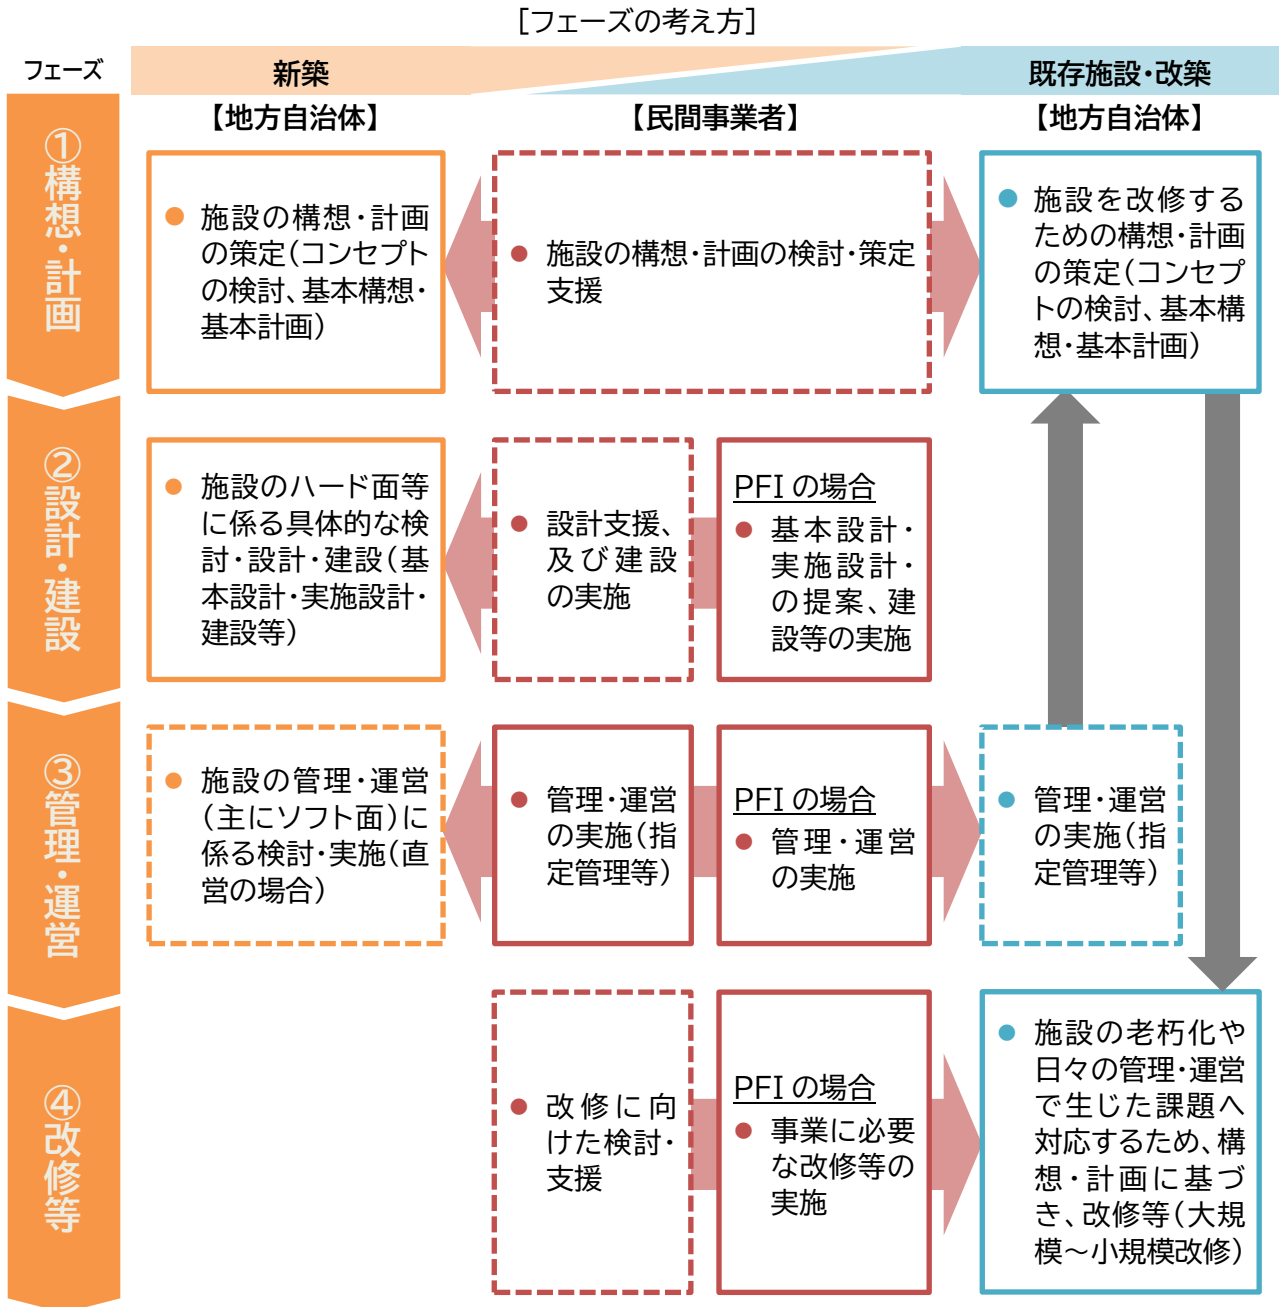 [フェーズの考え方]
フェーズ
新築
既存施設・改築
【地方自治体】
【民間事業者】
【地方自治体】
①構想・計画
● 施設の構想・計画
の策定(コンセプト
の検討、基本構想・
基本計画)
● 施設の構想・計画の検討・策定
支援
● 施設を改修する
ための構想・計画
の策定(コンセプ
トの検討、基本構
想・基本計画)
②設計・建設
● 施設のハード面等
に係る具体的な検
討・設計・建設(基
本設計・実施設計・
建設等)
● 設計支援、
及び建設
の実施
PFIの場合
● 基本設計・
実施設計・
の提案、建
設等の実施
③管理・運営
● 施設の管理・運営
(主にソフト面)に
係る検討・実施(直
営の場合)
● 管理・運営
の実施(指
定管理等)
PFIの場合
● 管理・運営
の実施
● 管理・運営
の実施(指
定管理等)
④改修等
● 改修に向
けた検討・
支援
PFIの場合
● 事業に必要
な改修等の
実施
● 施設の老朽化や
日々の管理・運営
で生じた課題へ
対応するため、構
想・計画に基づ
き、改修等(大規
模～小規模改修)